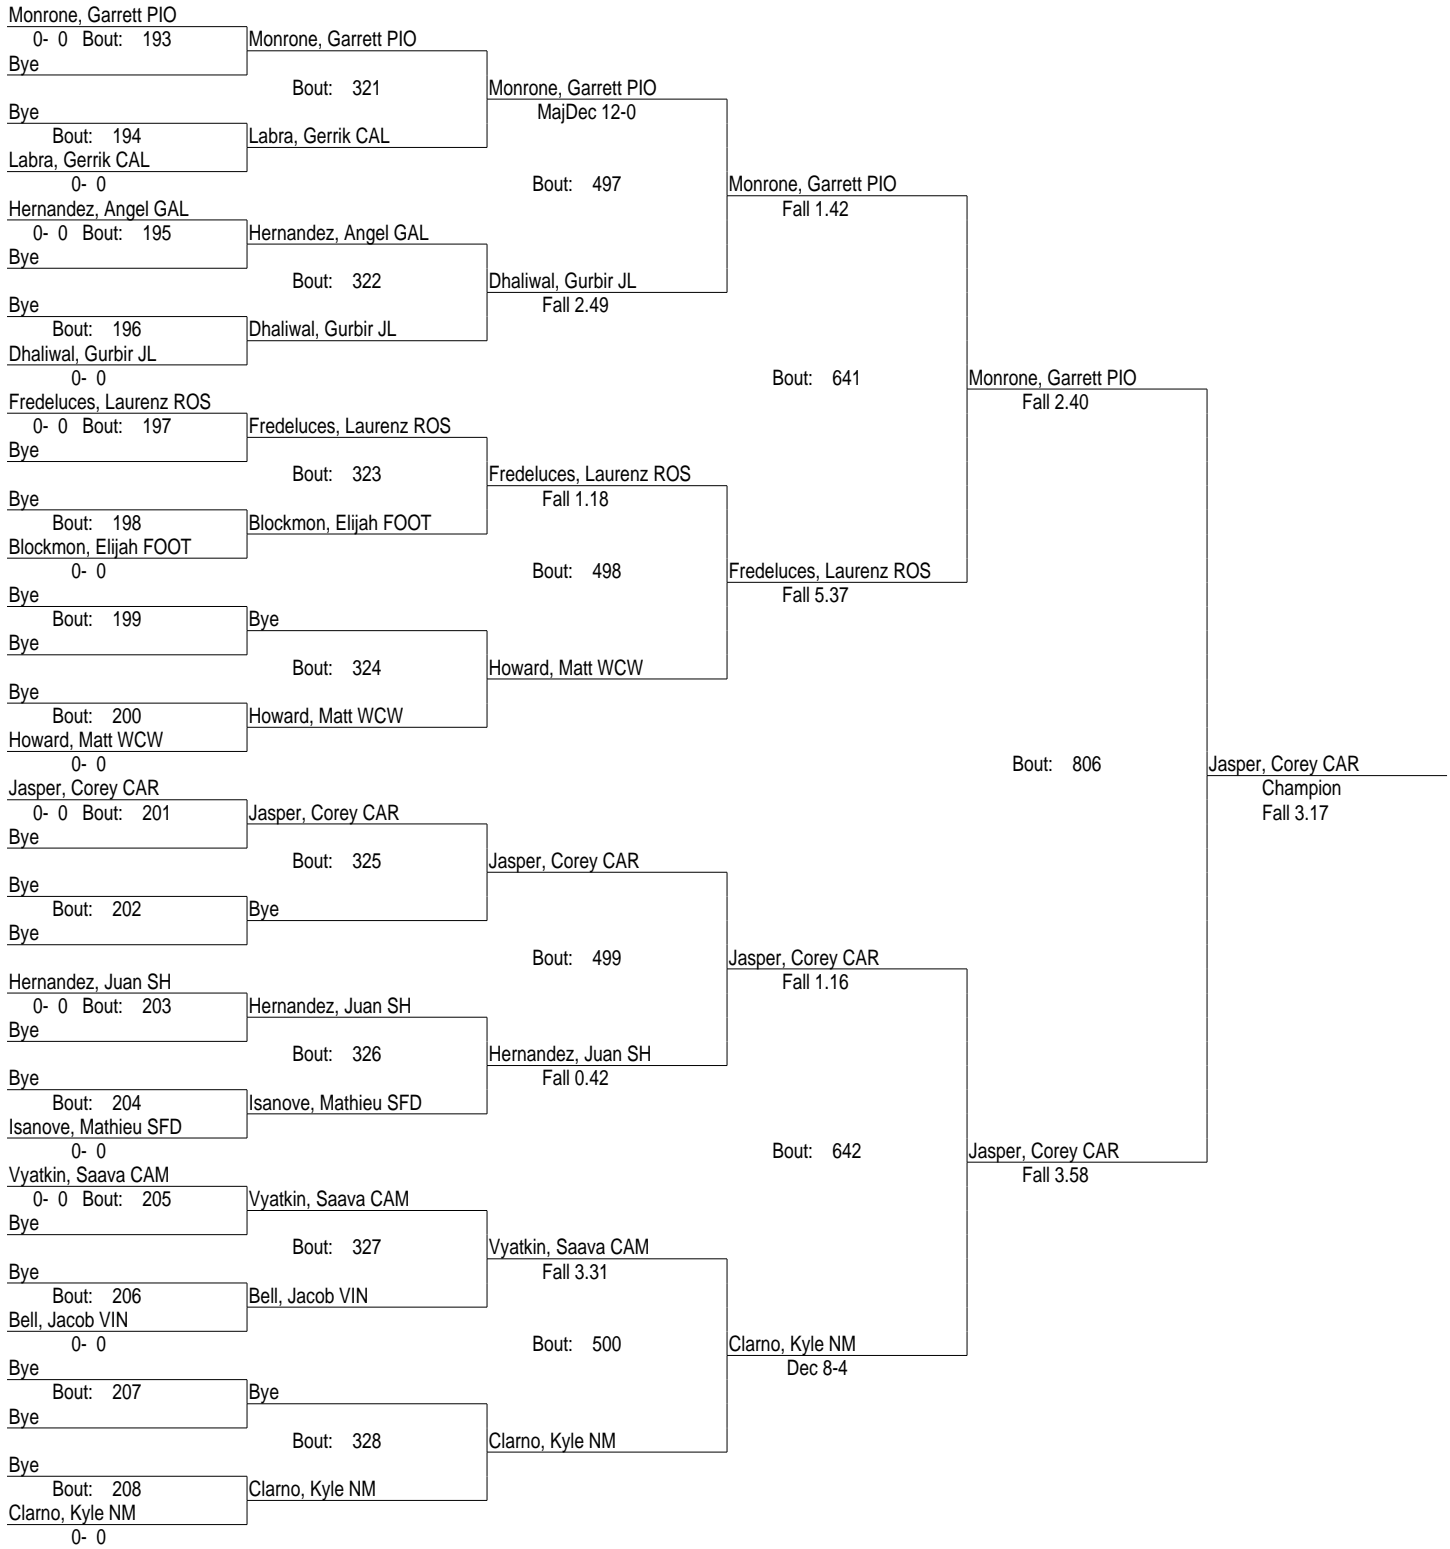 Monrone, Garrett PIO
0- 0 Bout: 193
Monrone, Garrett PIO
Bye
Bout: 321
Monrone, Garrett PIO
Bye
MajDec 12-0
Bout: 194
Labra, Gerrik CAL
Labra, Gerrik CAL
0- 0
Bout: 497
Monrone, Garrett PIO
Hernandez, Angel GAL
Fall 1.42
0- 0 Bout: 195
Hernandez, Angel GAL
Bye
Bout: 322
Dhaliwal, Gurbir JL
Bye
Fall 2.49
Bout: 196
Dhaliwal, Gurbir JL
Dhaliwal, Gurbir JL
0- 0
Bout: 641
Monrone, Garrett PIO
Fredeluces, Laurenz ROS
Fall 2.40
0- 0 Bout: 197
Fredeluces, Laurenz ROS
Bye
Bout: 323
Fredeluces, Laurenz ROS
Bye
Fall 1.18
Bout: 198
Blockmon, Elijah FOOT
Blockmon, Elijah FOOT
0- 0
Bout: 498
Fredeluces, Laurenz ROS
Bye
Fall 5.37
Bout: 199
Bye
Bye
Bout: 324
Howard, Matt WCW
Bye
Bout: 200
Howard, Matt WCW
Howard, Matt WCW
0- 0
Bout: 806
Jasper, Corey CAR
Jasper, Corey CAR
Champion
0- 0 Bout: 201
Jasper, Corey CAR
Fall 3.17
Bye
Bout: 325
Jasper, Corey CAR
Bye
Bout: 202
Bye
Bye
Bout: 499
Jasper, Corey CAR
Hernandez, Juan SH
Fall 1.16
0- 0 Bout: 203
Hernandez, Juan SH
Bye
Bout: 326
Hernandez, Juan SH
Bye
Fall 0.42
Bout: 204
Isanove, Mathieu SFD
Isanove, Mathieu SFD
0- 0
Bout: 642
Jasper, Corey CAR
Vyatkin, Saava CAM
Fall 3.58
0- 0 Bout: 205
Vyatkin, Saava CAM
Bye
Bout: 327
Vyatkin, Saava CAM
Bye
Fall 3.31
Bout: 206
Bell, Jacob VIN
Bell, Jacob VIN
0- 0
Bout: 500
Clarno, Kyle NM
Bye
Dec 8-4
Bout: 207
Bye
Bye
Bout: 328
Clarno, Kyle NM
Bye
Bout: 208
Clarno, Kyle NM
Clarno, Kyle NM
0- 0